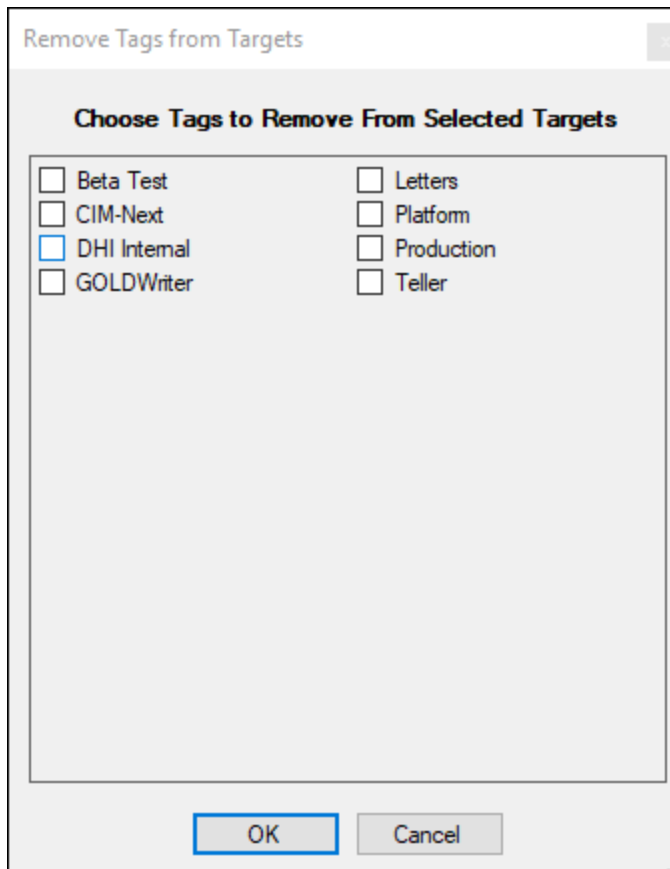 Remove Tags from Targets
Choose Tags to Remove From Selected Targets
Beta Test
CIM-Next
DHI Internal
GOLDWriter
Letters
Platform
Production
Teller
OK
Cancel